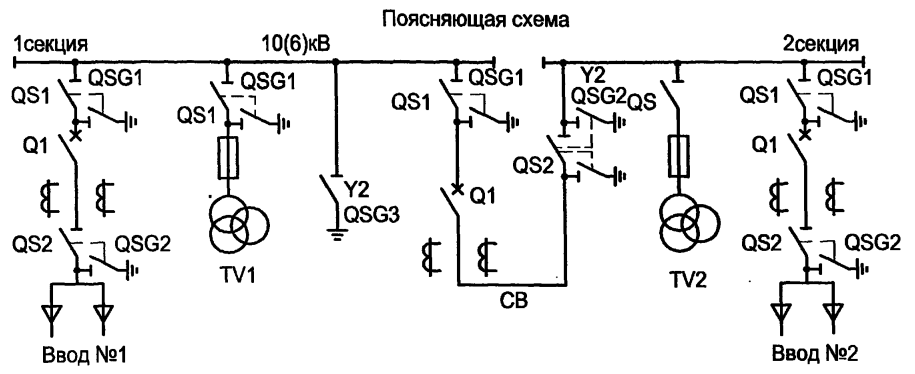 Поясняющая схема
1секция
10(6)кВ
2секция
QSG1
QS1
Q1
QS2
QSG2
Ввод №1
QSG1
QS1
TV1
Y2
QSG3
QSG1
QS1
Q1
СВ
Y2
QSG2
QS2
QS
TV2
QSG1
QS1
Q1
QS2
QSG2
Ввод №2